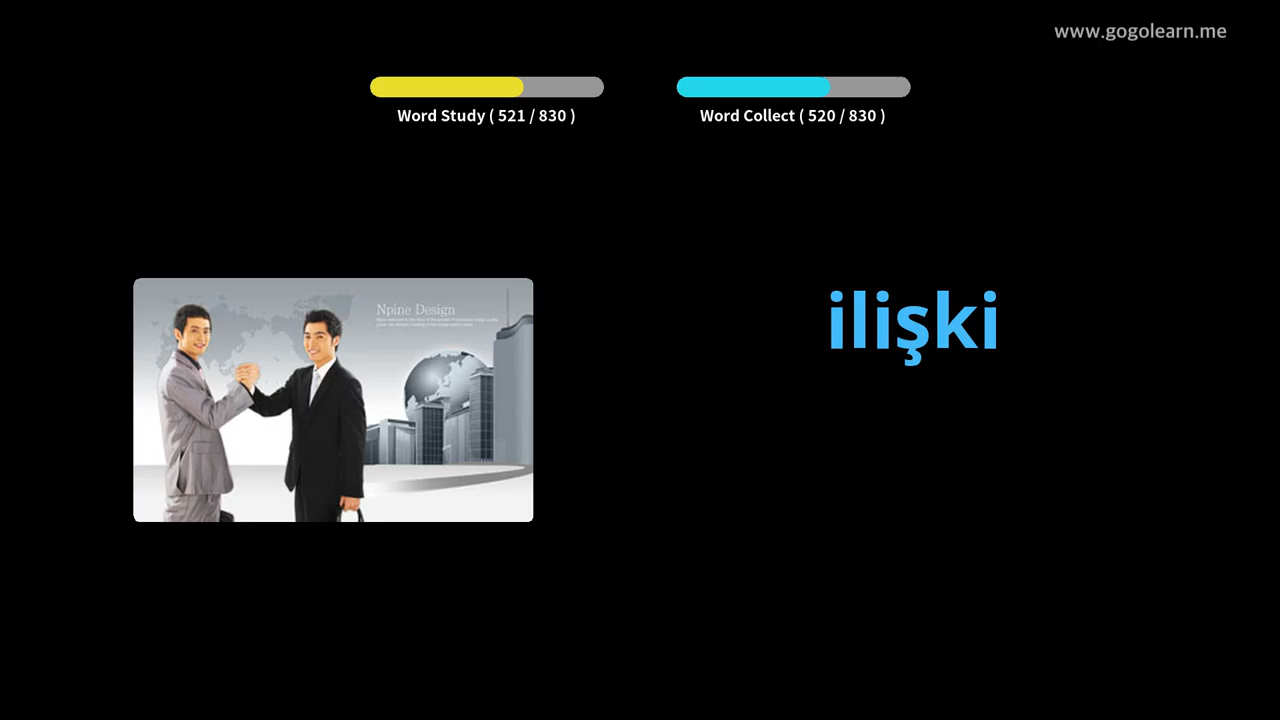 www.gogolearn.me
Word Study ( 521 / 830 )
Word Collect ( 520 / 830 )
Npine Design
ilişki